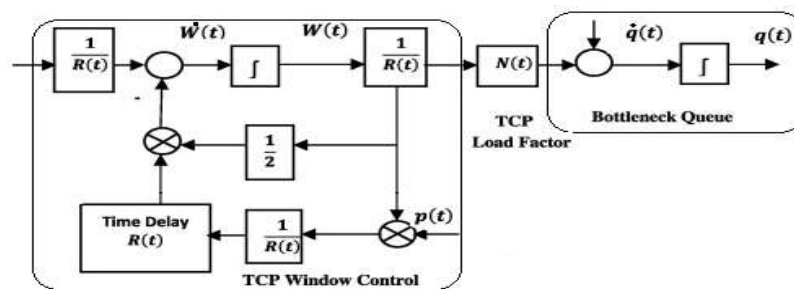 Ẇ(t)
W(t)
q̇(t)
q(t)
1/R(t)
∫
1/R(t)
N(t)
∫
-
TCP
Load Factor
Bottleneck Queue
1/2
Time Delay
R(t)
1/R(t)
p(t)
TCP Window Control